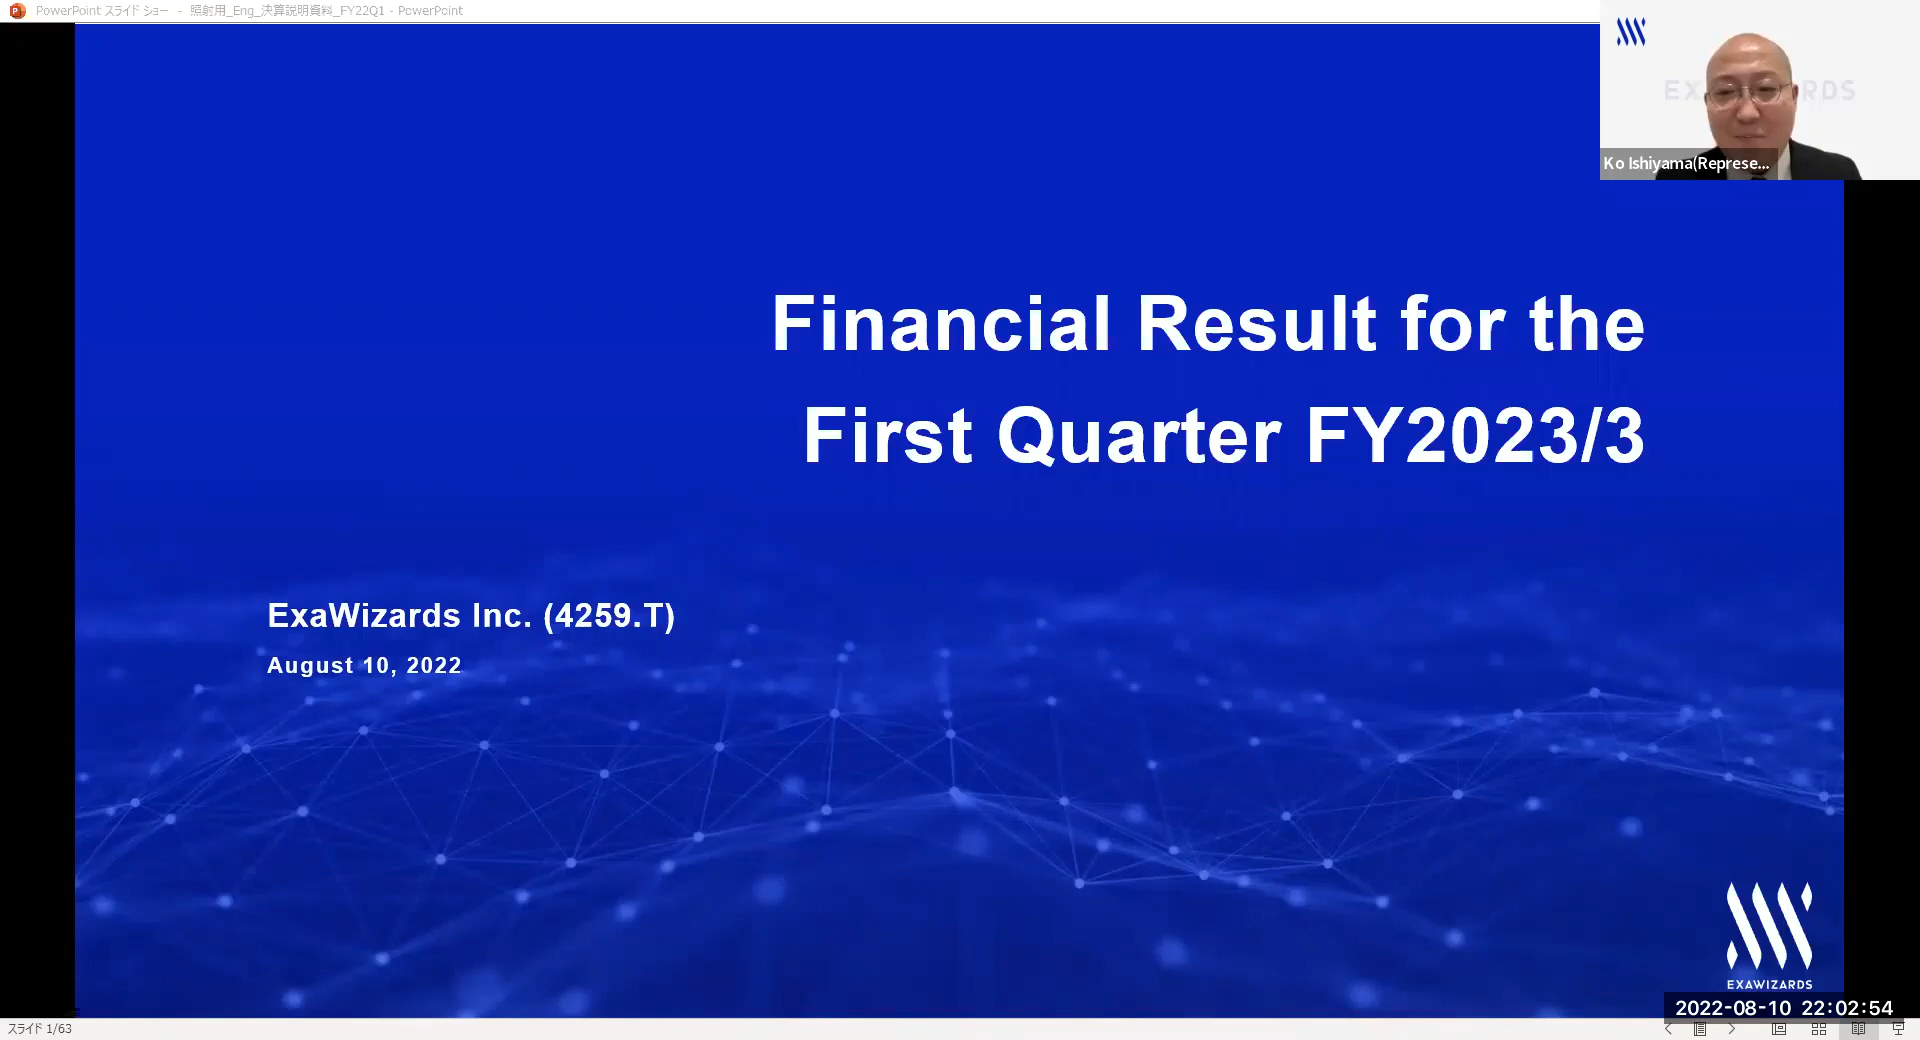 PowerPoint スライド ショー - 照射用_Eng_決算説明資料_FY22Q1 - PowerPoint
Ko Ishiyama(Represe...
Financial Result for the
First Quarter FY2023/3
ExaWizards Inc. (4259.T)
August 10, 2022
EXAWIZARDS
2022-08-10 22:02:54
スライド 1/63